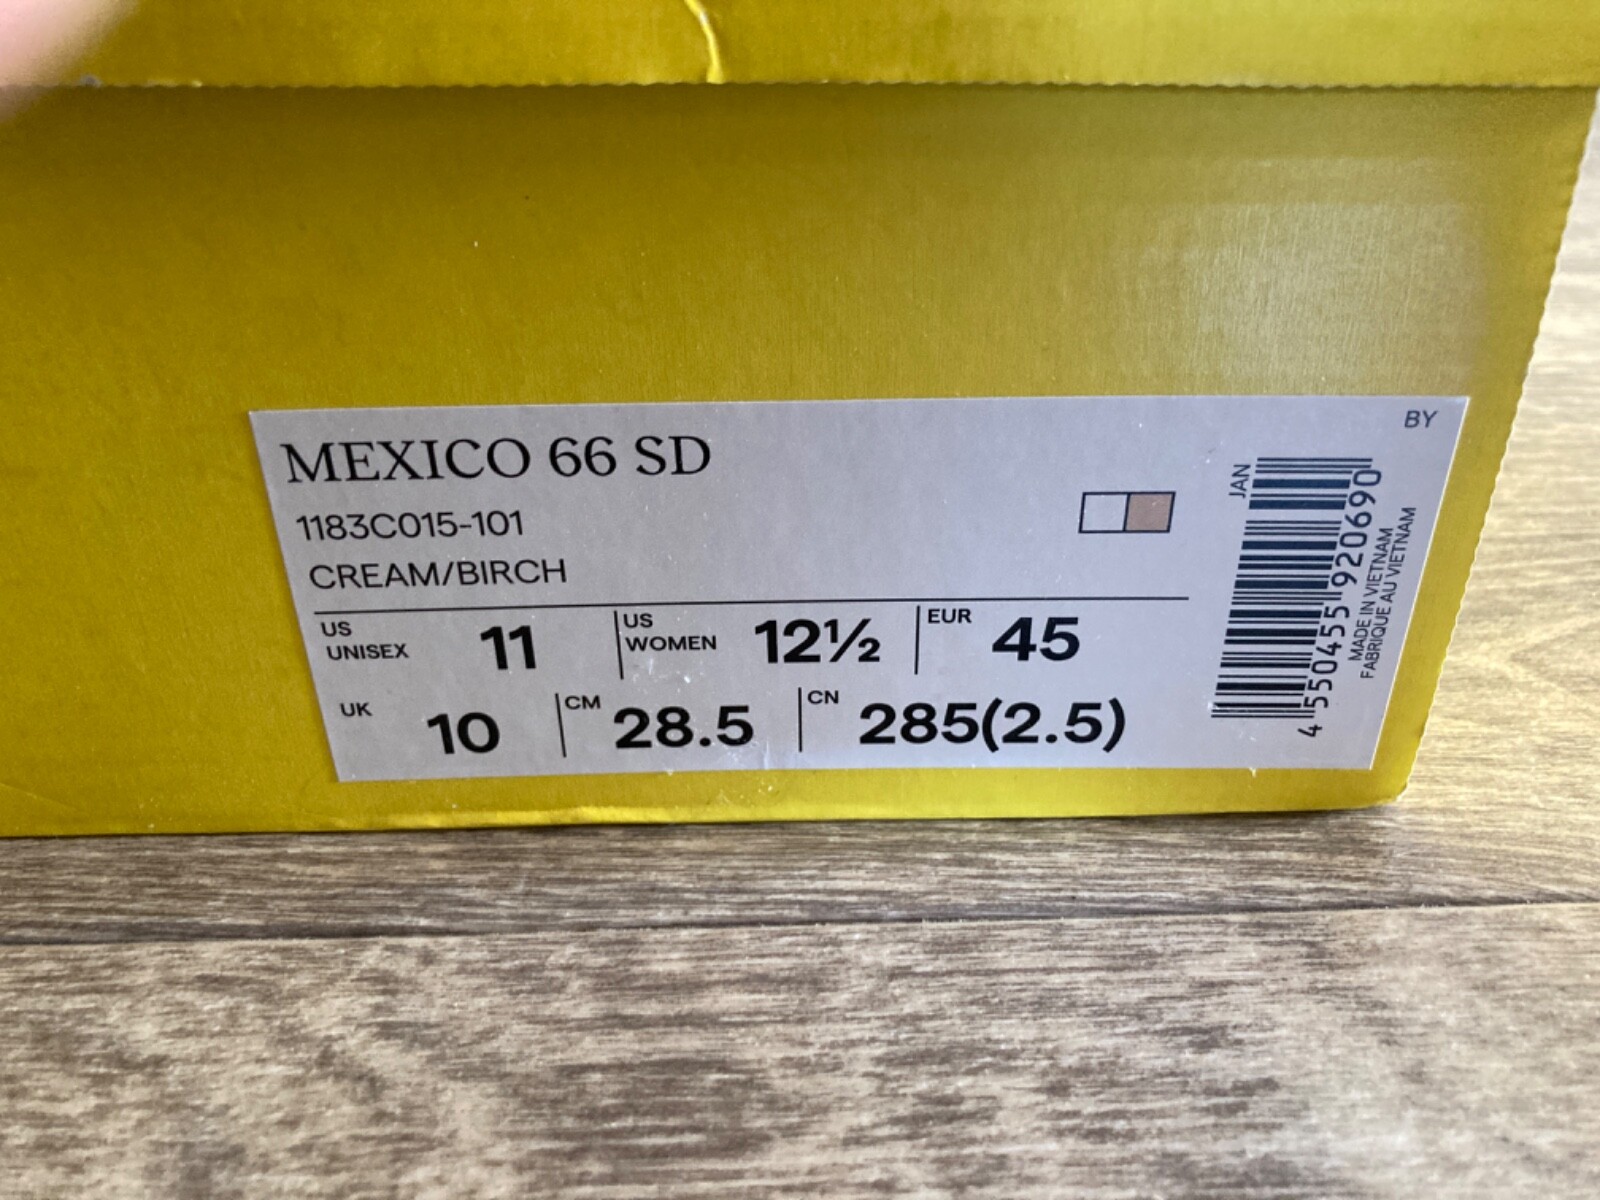 BY
MEXICO 66 SD
1183C015-101
CREAM/BIRCH
US UNISEX 11
US WOMEN 12½
EUR 45
UK 10
CM 28.5
CN 285(2.5)
JAN
4 550455 920690
MADE IN VIETNAM
FABRIQUE AU VIETNAM